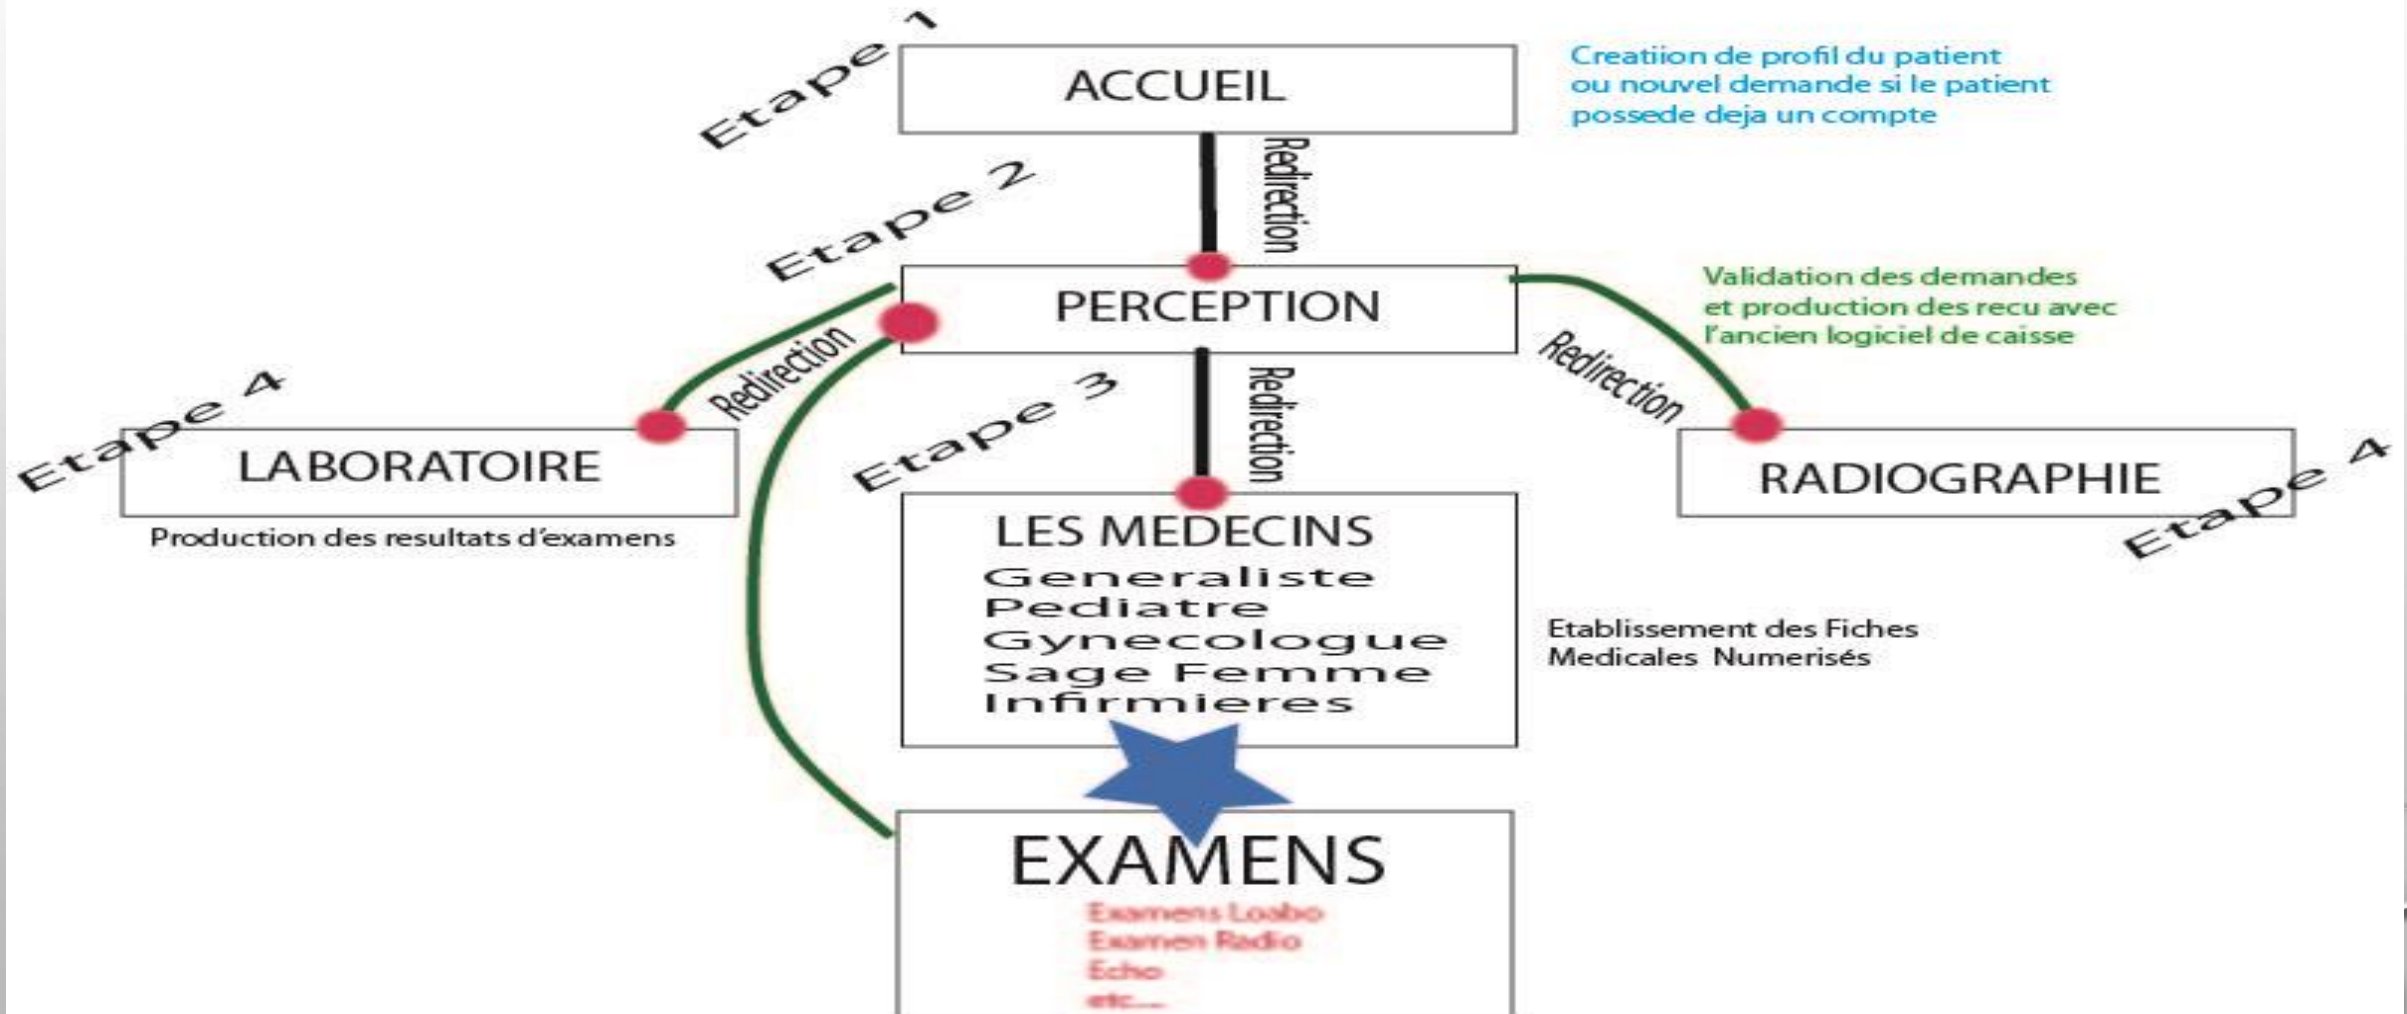 Etape 1
ACCUEIL
Creatiion de profil du patient
ou nouvel demande si le patient
possede deja un compte
Redirection
Etape 2
PERCEPTION
Validation des demandes
et production des recu avec
l'ancien logiciel de caisse
Redirection
Redirection
Redirection
Etape 3
Etape 4
LABORATOIRE
Production des resultats d'examens
RADIOGRAPHIE
Etape 4
LES MEDECINS
Generaliste
Pediatre
Gynecologue
Sage Femme
Infirmieres
Etablissement des Fiches
Medicales Numerisés
EXAMENS
Examens Loabo
Examen Radio
Echo
etc....